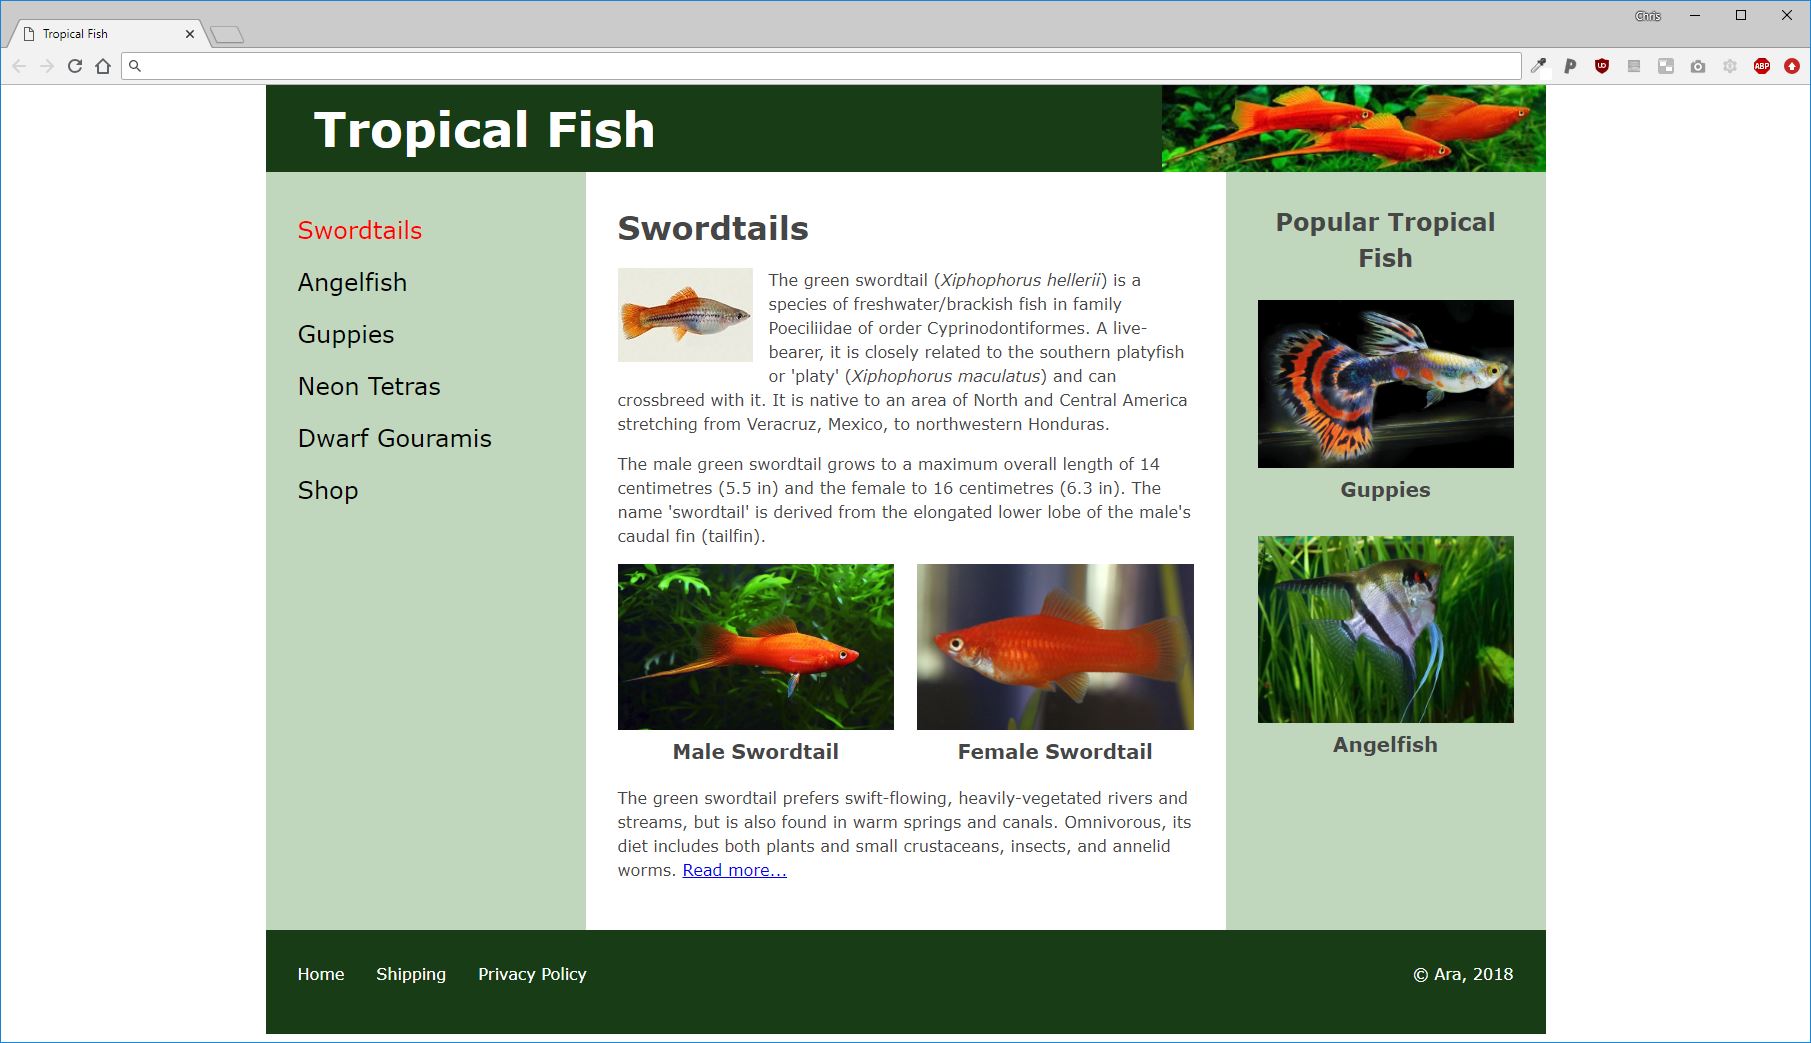 Tropical Fish
Chris
ABP
Tropical Fish
Swordtails
Angelfish
Guppies
Neon Tetras
Dwarf Gouramis
Shop
Swordtails
The green swordtail (Xiphophorus hellerii) is a
species of freshwater/brackish fish in family
Poeciliidae of order Cyprinodontiformes. A live-
bearer, it is closely related to the southern platyfish
or 'platy' (Xiphophorus maculatus) and can
crossbreed with it. It is native to an area of North and Central America
stretching from Veracruz, Mexico, to northwestern Honduras.
The male green swordtail grows to a maximum overall length of 14
centimetres (5.5 in) and the female to 16 centimetres (6.3 in). The
name 'swordtail' is derived from the elongated lower lobe of the male's
caudal fin (tailfin).
Male Swordtail
Female Swordtail
The green swordtail prefers swift-flowing, heavily-vegetated rivers and
streams, but is also found in warm springs and canals. Omnivorous, its
diet includes both plants and small crustaceans, insects, and annelid
worms. Read more...
Popular Tropical
Fish
Guppies
Angelfish
Home
Shipping
Privacy Policy
© Ara, 2018